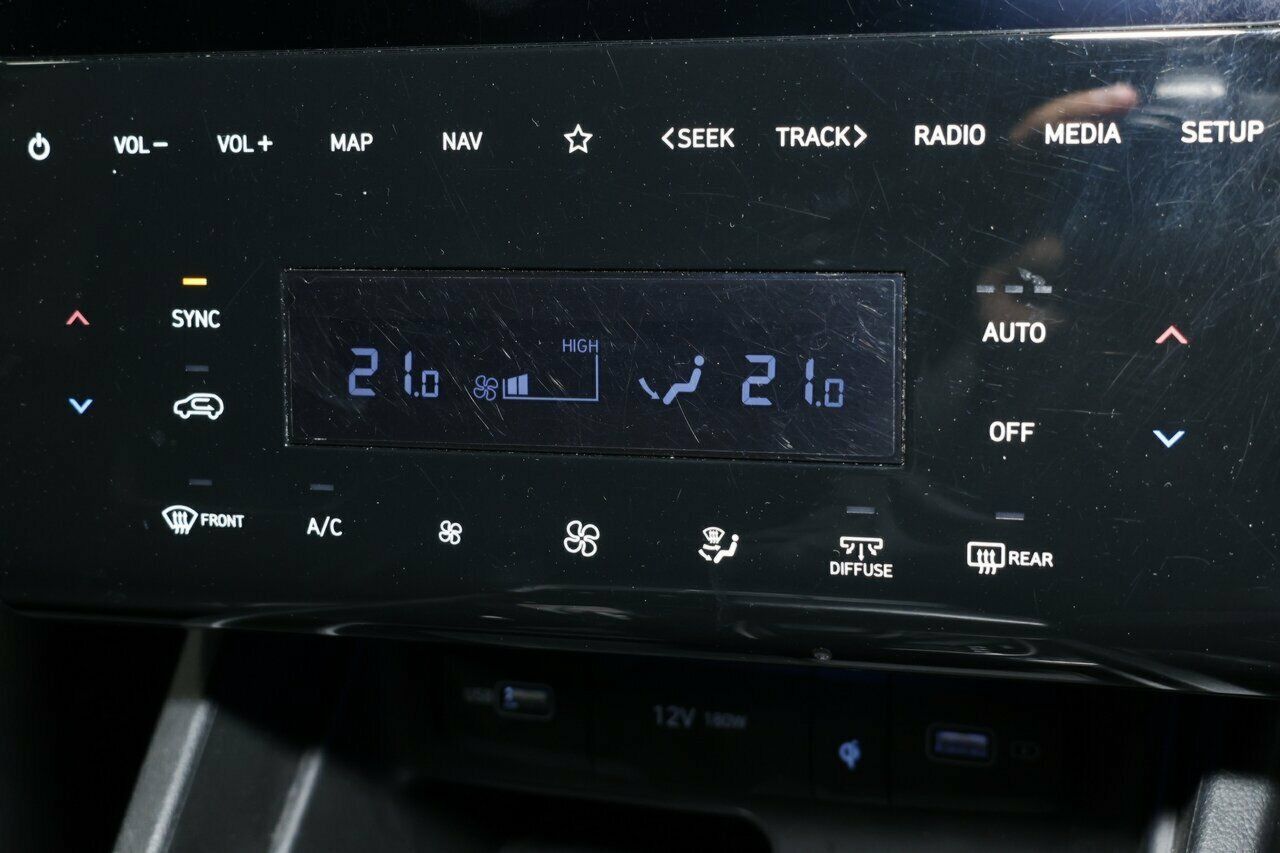 VOL− VOL+ MAP NAV <SEEK TRACK> RADIO MEDIA SETUP
SYNC
AUTO
HIGH
21.0 21.0
OFF
FRONT A/C DIFFUSE REAR
USB 12V 180W